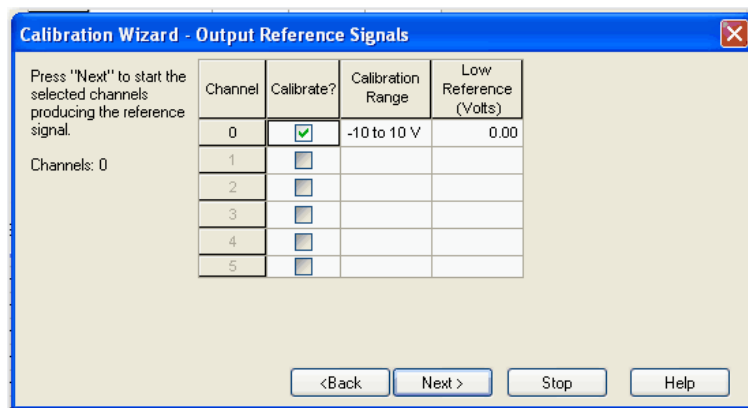 Calibration Wizard - Output Reference Signals
Press "Next" to start the
selected channels
producing the reference
signal.
Channels: 0
Channel Calibrate? Calibration Range Low Reference (Volts)
0 -10 to 10 V 0.00
1
2
3
4
5
<Back Next > Stop Help